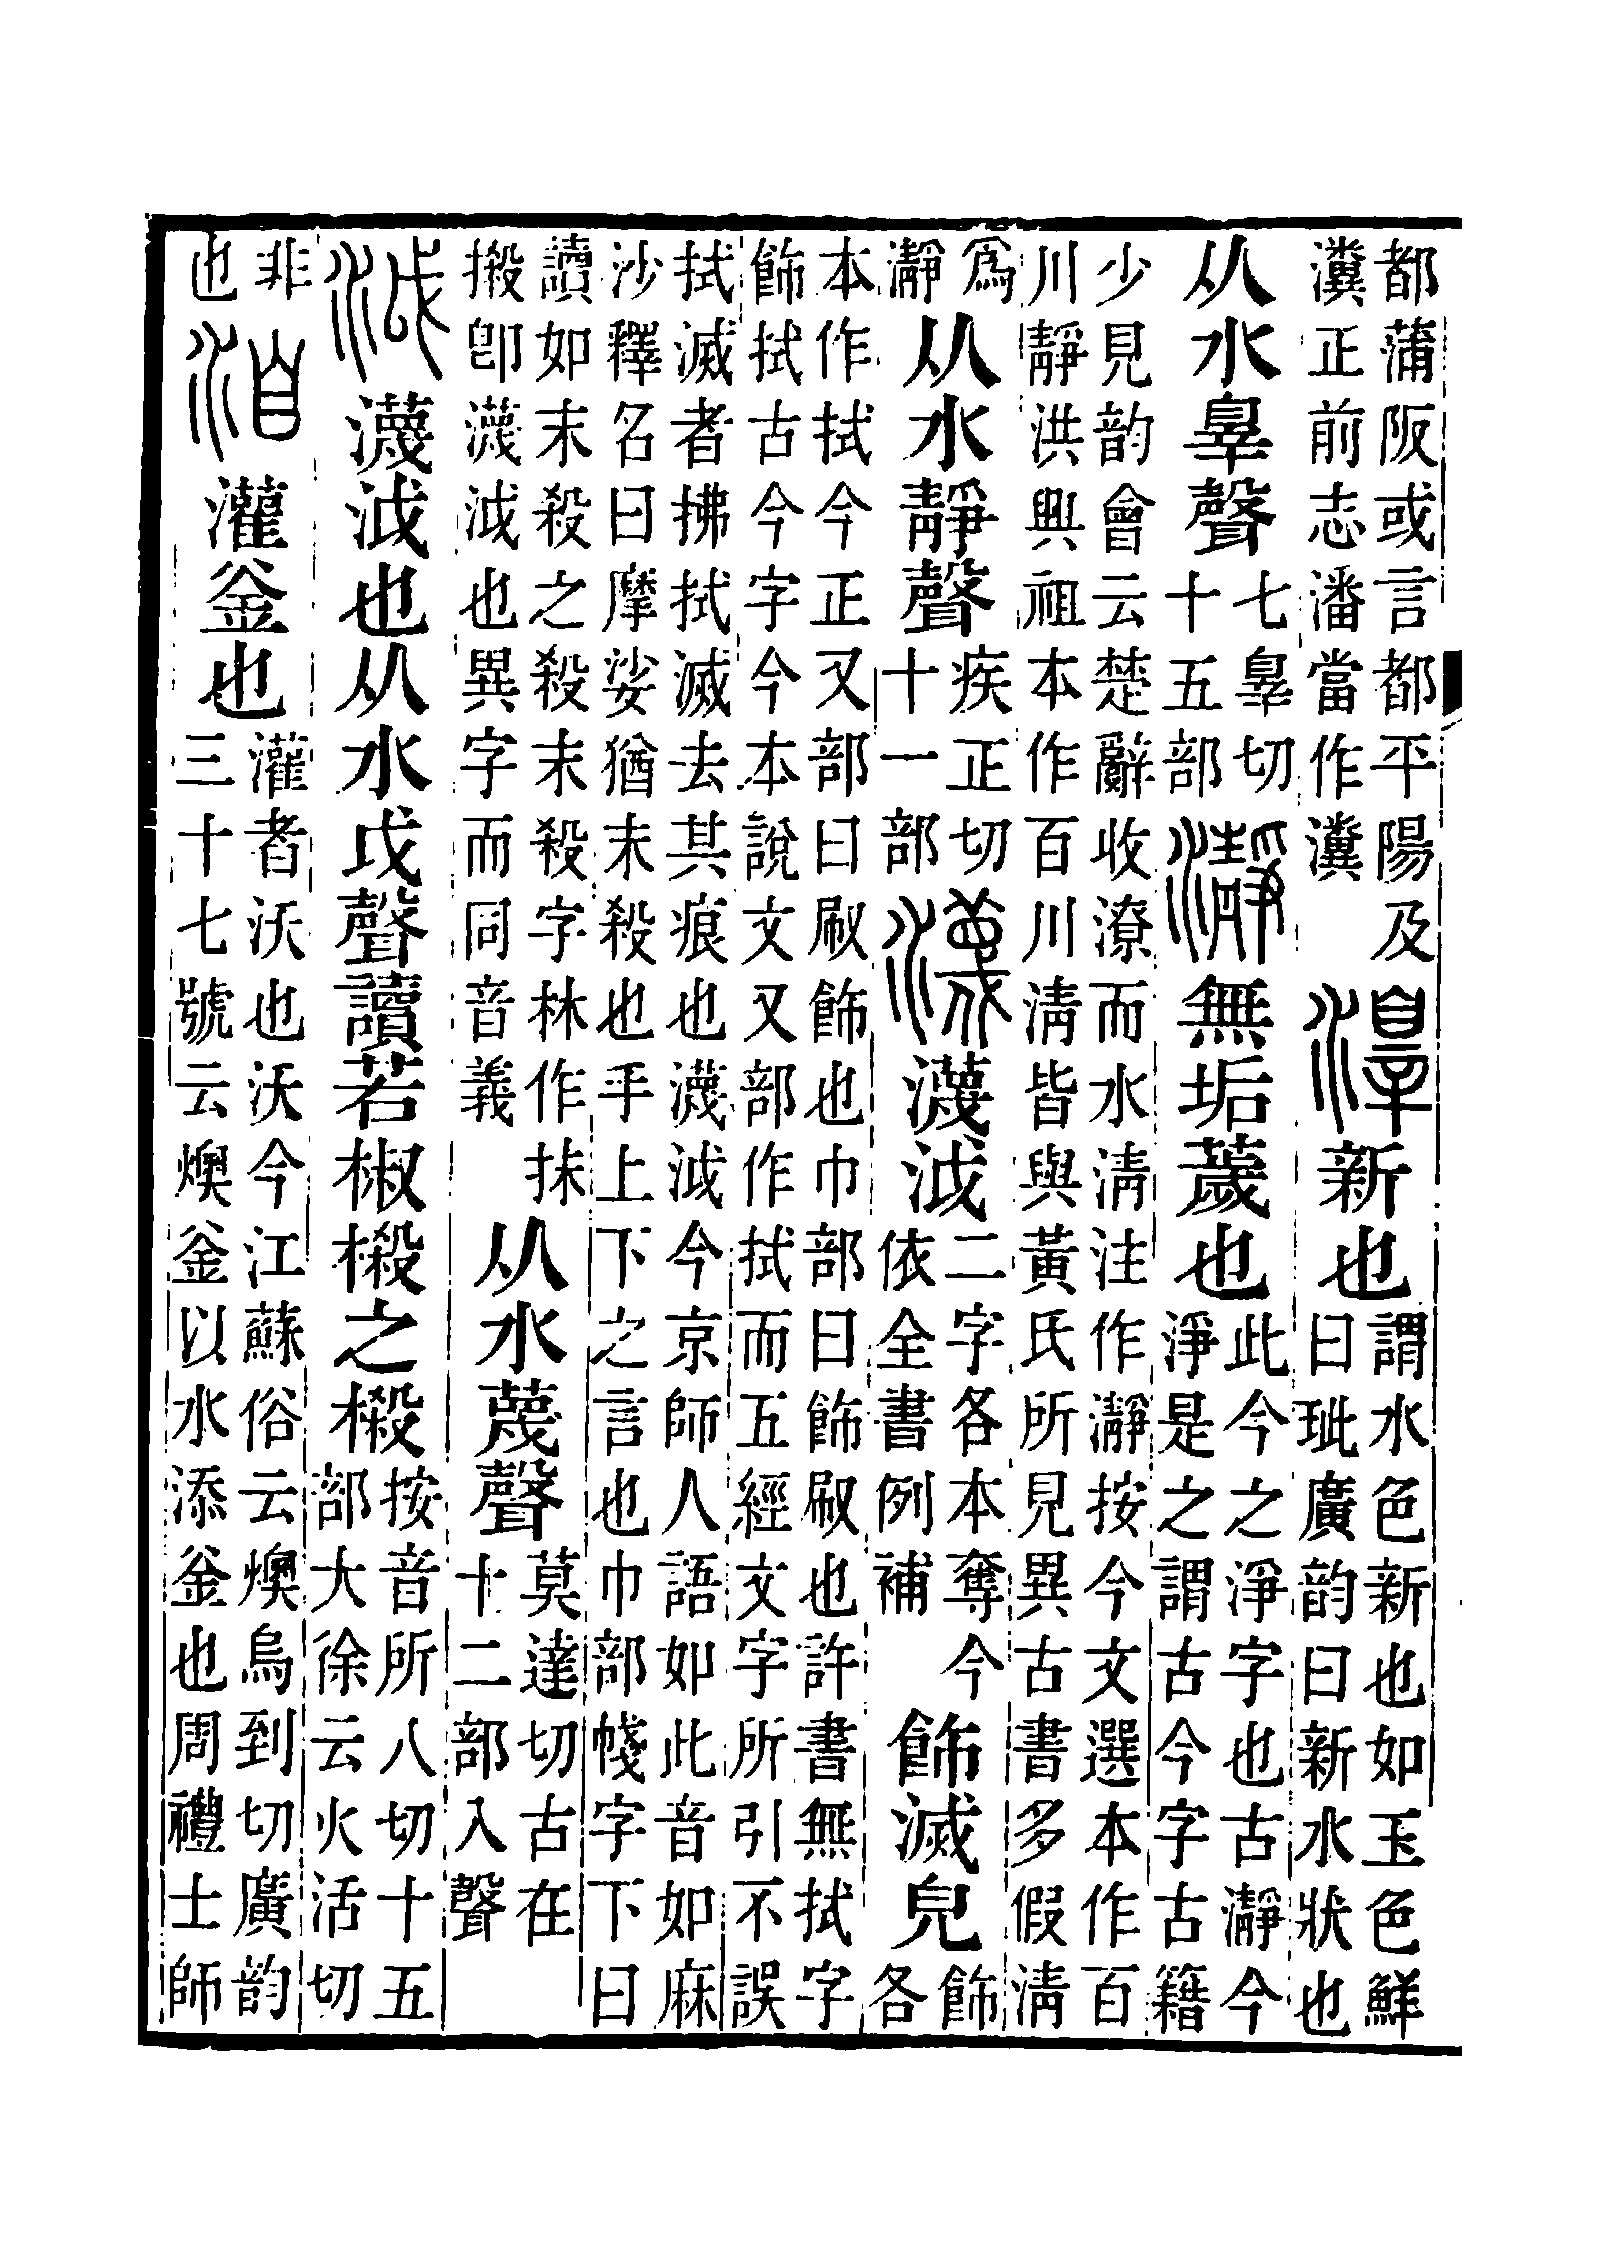 都蒲阪或言都平陽及瀵正前志潘當作瀵 新也謂水色新也如玉色鮮曰玼廣韵曰新水狀也
从水辠聲七辠切十五部瀞無垢薉也此今之淨字也古瀞今淨是之謂古今字古籍
少見韵會云楚辭收潦而水淸注作瀞按今文選本作百川靜洪興祖本作百川淸皆與黃氏所見異古書多假淸
爲瀞从水靜聲疾正切十一部瀎瀎泧二字各本奪今依全書例補飾滅皃飾各
本作拭今正又部曰㕞飾也巾部曰飾㕞也許書無拭字飾拭古今字今本說文又部作拭而五經文字所引不誤
拭滅者拂拭滅去其痕也瀎泧今京師人語如此音如麻沙釋名曰摩娑猶末殺也手上下之言也巾部帴字下曰
讀如末殺之殺末殺字林作抹摋卽瀎泧也異字而同音義从水蔑聲莫達切古在十二部入聲
泧瀎泧也从水戉聲讀若椒榝之榝按音所八切十五部大徐云火活切
非也洎灌釜也灌者沃也沃今江蘇俗云燠烏到切廣韵三十七號云燠釜以水添釜也周禮士師